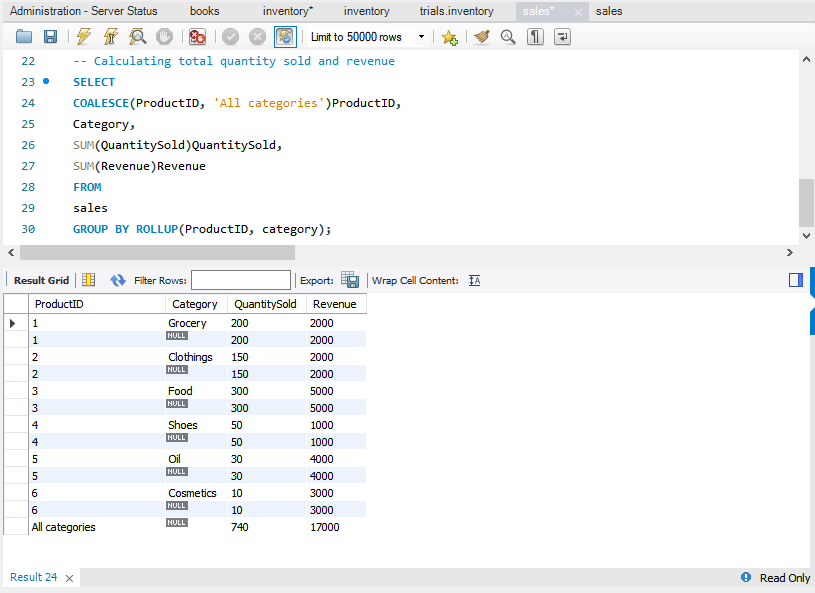 Administration - Server Status books inventory* inventory trials.inventory sales* sales
Limit to 50000 rows
22 -- Calculating total quantity sold and revenue
23 SELECT
24 COALESCE(ProductID, 'All categories')ProductID,
25 Category,
26 SUM(QuantitySold)QuantitySold,
27 SUM(Revenue)Revenue
28 FROM
29 sales
30 GROUP BY ROLLUP(ProductID, category);
Result Grid Filter Rows: Export: Wrap Cell Content:
ProductID Category QuantitySold Revenue
1 Grocery 200 2000
1 NULL 200 2000
2 Clothings 150 2000
2 NULL 150 2000
3 Food 300 5000
3 NULL 300 5000
4 Shoes 50 1000
4 NULL 50 1000
5 Oil 30 4000
5 NULL 30 4000
6 Cosmetics 10 3000
6 NULL 10 3000
All categories NULL 740 17000
Result 24 Read Only